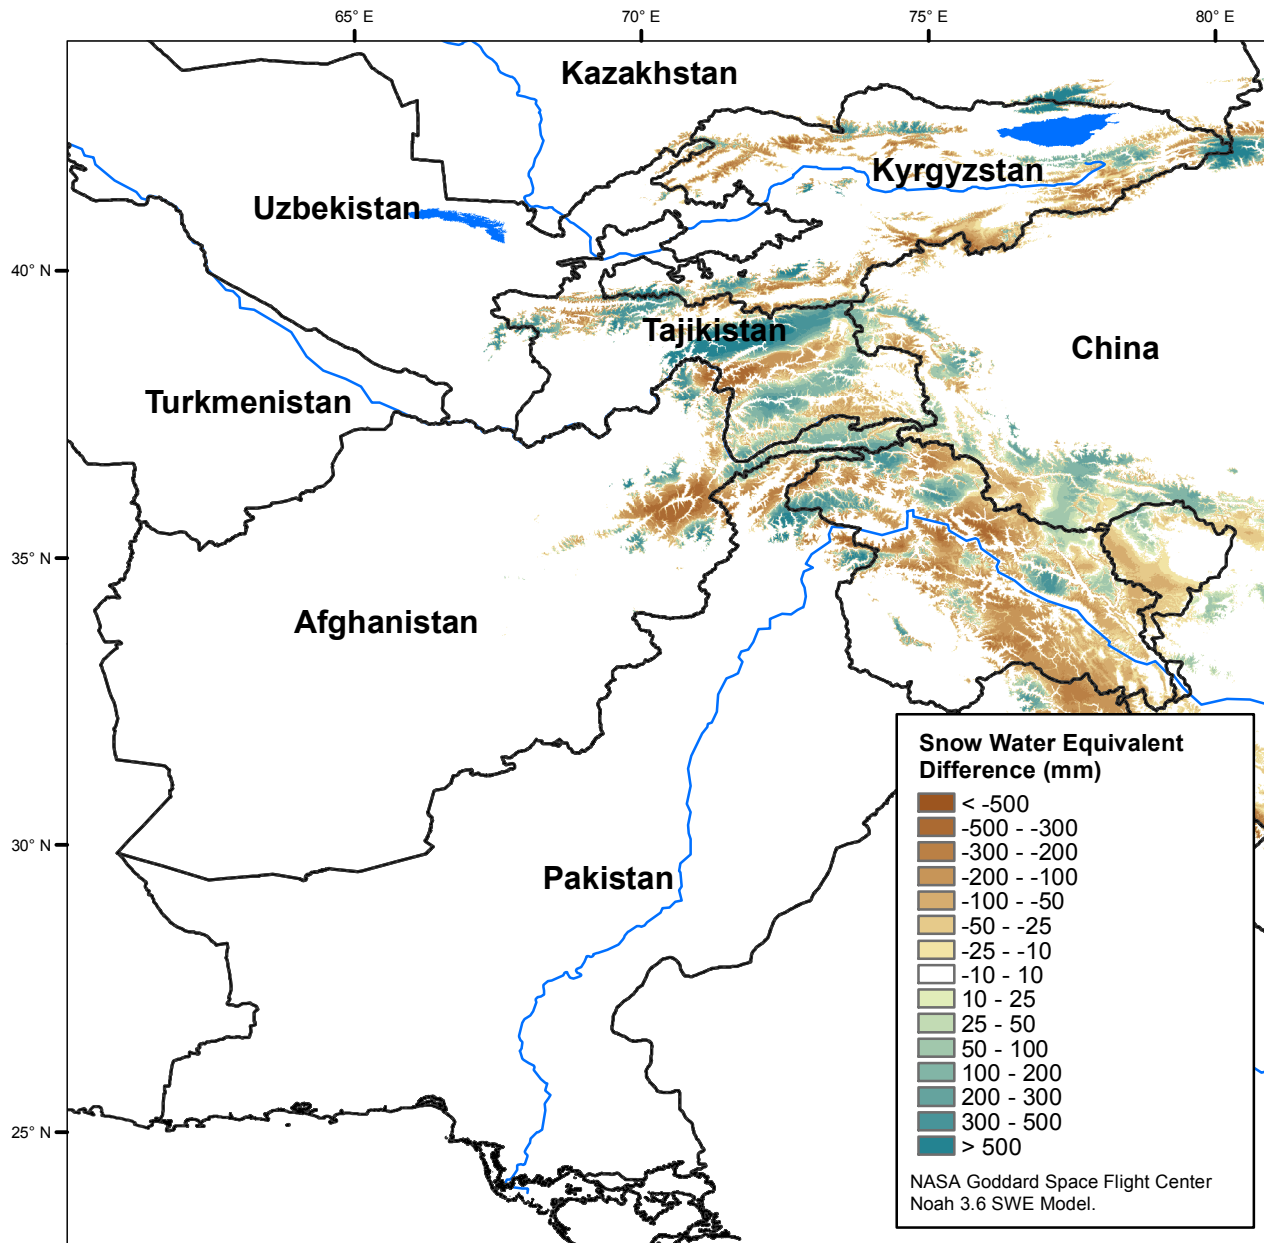 65° E
70° E
75° E
80° E
Kazakhstan
Kyrgyzstan
Uzbekistan
40° N
Tajikistan
China
Turkmenistan
35° N
Afghanistan
Snow Water Equivalent
Difference (mm)
< -500
-500 - -300
-300 - -200
-200 - -100
-100 - -50
-50 - -25
-25 - -10
-10 - 10
10 - 25
25 - 50
50 - 100
100 - 200
200 - 300
300 - 500
> 500
NASA Goddard Space Flight Center
Noah 3.6 SWE Model.
30° N
Pakistan
25° N